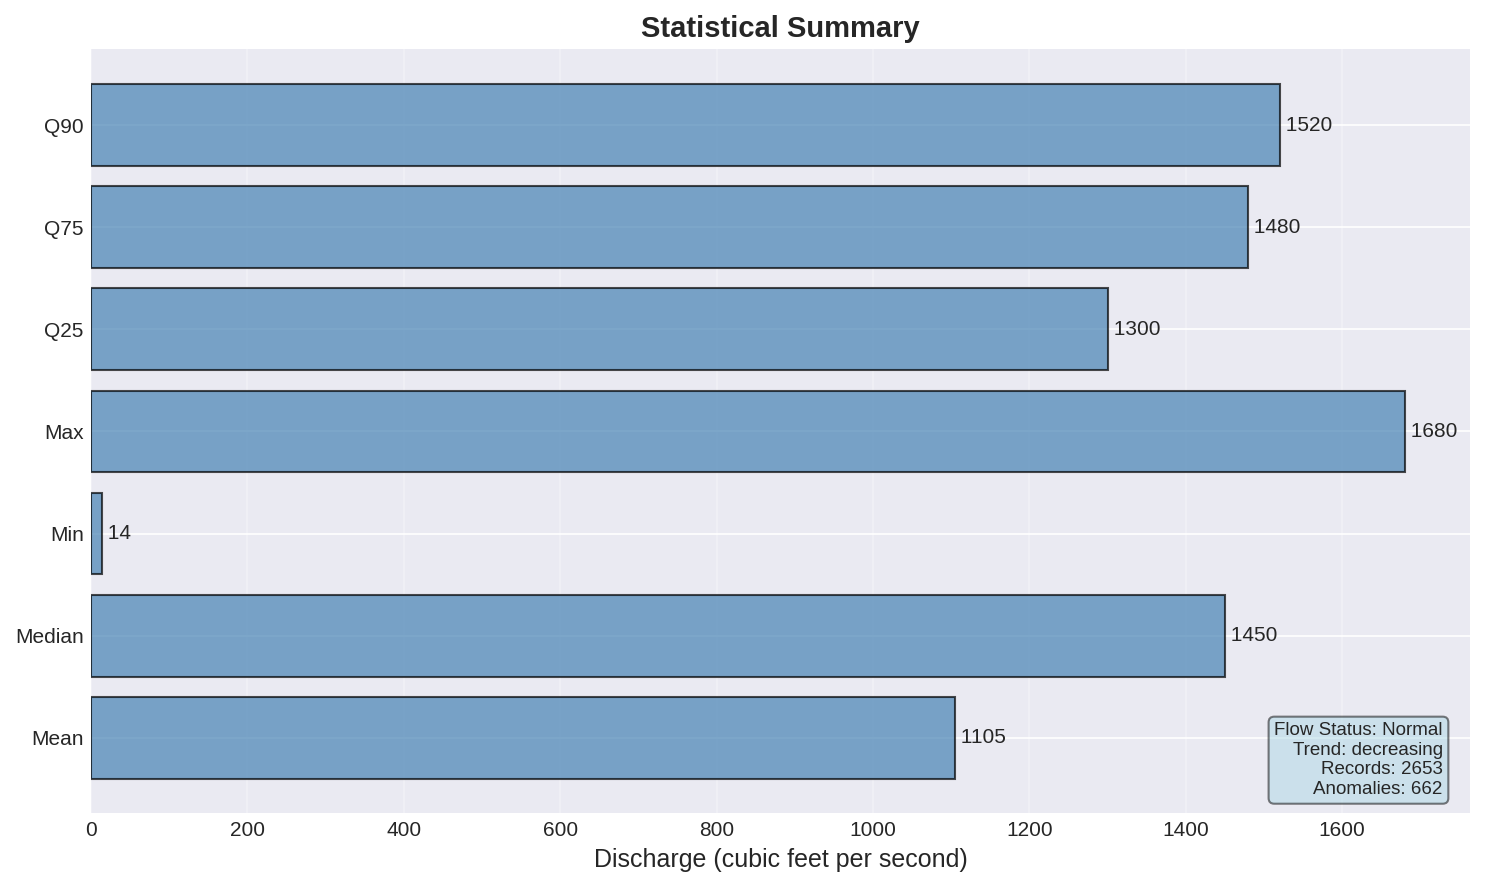 Statistical Summary
Q90
1520
Q75
1480
Q25
1300
Max
1680
Min
14
Median
1450
Mean
1105
Flow Status: Normal
Trend: decreasing
Records: 2653
Anomalies: 662
0 200 400 600 800 1000 1200 1400 1600
Discharge (cubic feet per second)